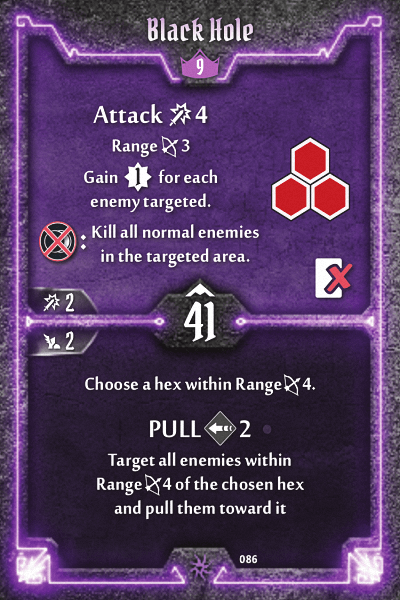 Black Hole
9
Attack 4
Range 3
Gain 1 for each
enemy targeted.
: Kill all normal enemies
in the targeted area.
2
41
2
Choose a hex within Range 4.
PULL 2
Target all enemies within
Range 4 of the chosen hex
and pull them toward it
086